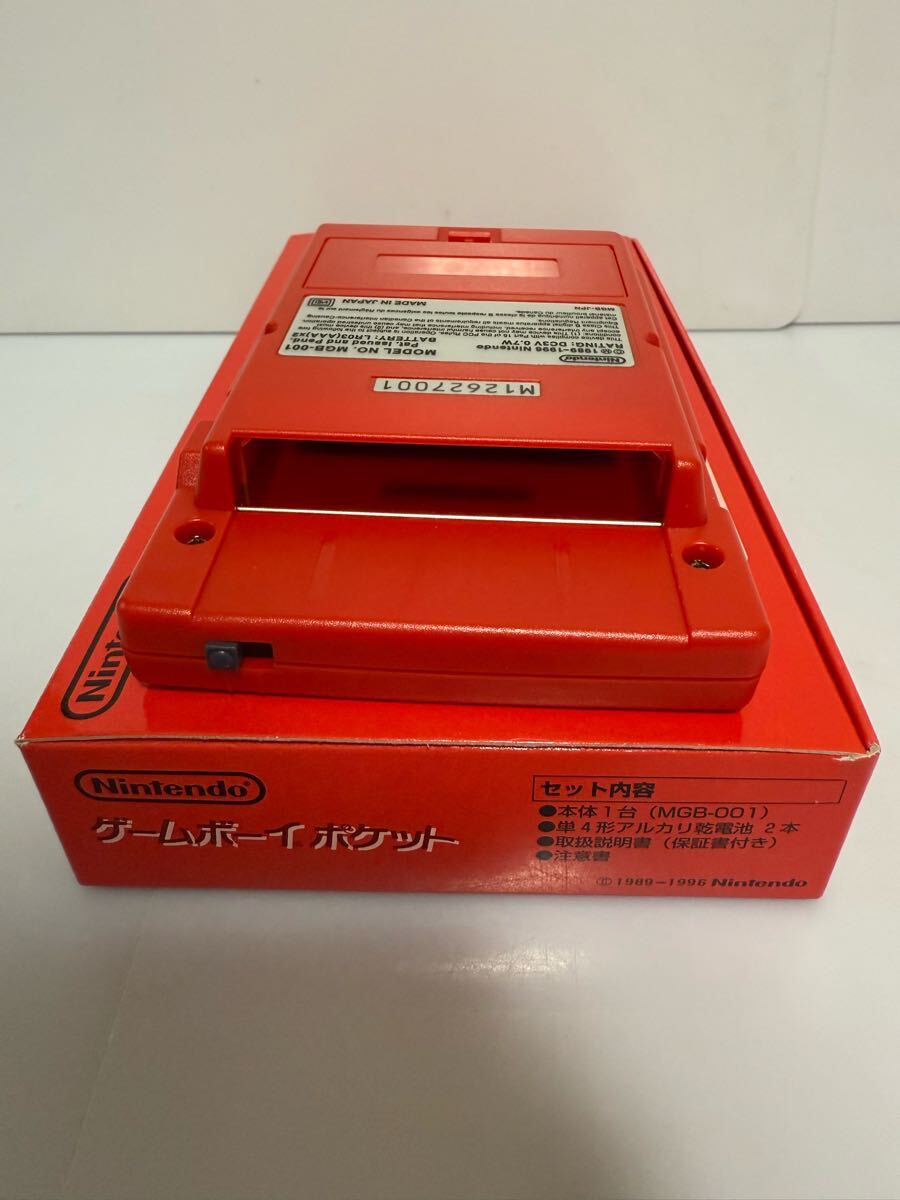 MADE IN JAPAN
MGB-JPN
MODEL NO. MGB-001
Pat. Issued and Pend.
BATTERY: LR03(AAA)x2
Nintendo
©1989-1996 Nintendo
RATING: DC3V 0.7W
M12627001
Ninten
Nintendo
ゲームボーイ ポケット
セット内容
●本体1台(MGB-001)
●単4形アルカリ乾電池 2本
●取扱説明書(保証書付き)
●注意書
©1989-1996 Nintendo